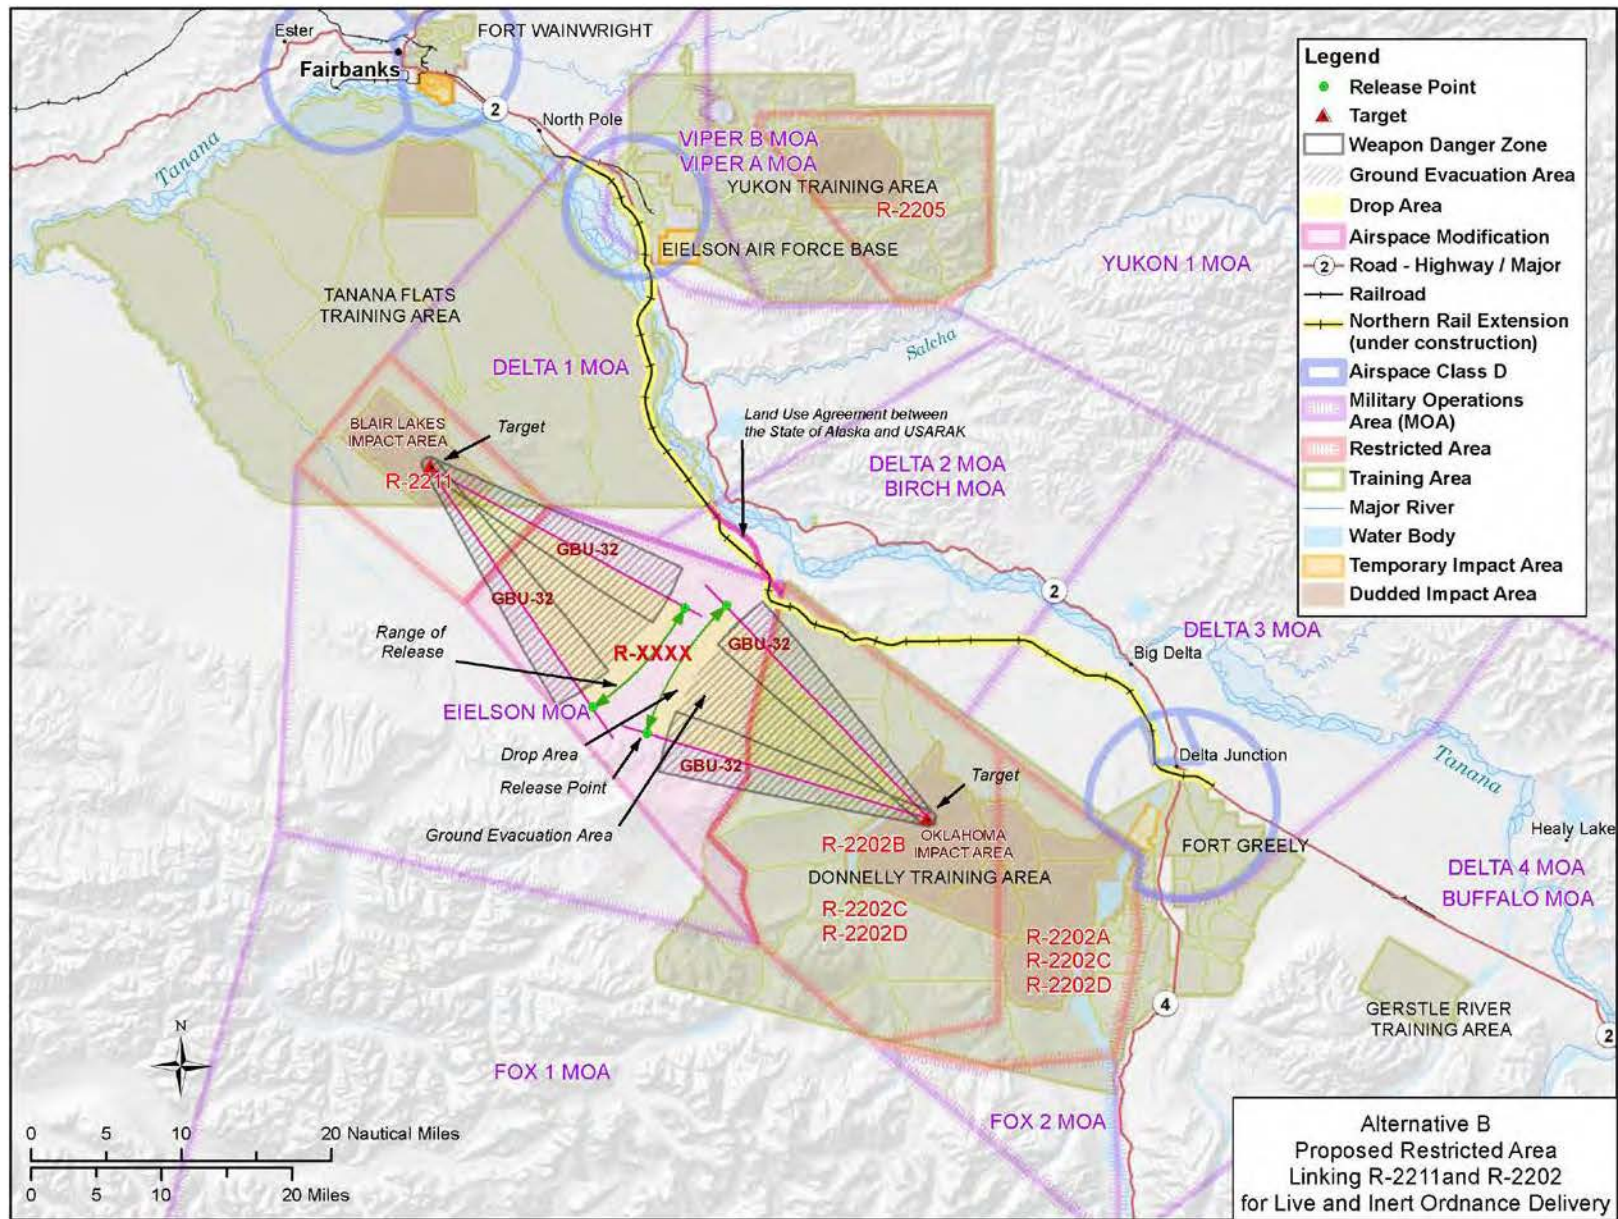 Ester
FORT WAINWRIGHT
Fairbanks
2
North Pole
Tanana
VIPER B MOA
VIPER A MOA
YUKON TRAINING AREA
R-2205
EIELSON AIR FORCE BASE
YUKON 1 MOA
TANANA FLATS
TRAINING AREA
Salcha
DELTA 1 MOA
Land Use Agreement between
the State of Alaska and USARAK
BLAIR LAKES
IMPACT AREA
Target
R-2211
DELTA 2 MOA
BIRCH MOA
GBU-32
GBU-32
2
Range of
Release
R-XXXX
GBU-32
DELTA 3 MOA
Big Delta
EIELSON MOA
Drop Area
GBU-32
Release Point
Delta Junction
Tanana
Target
Ground Evacuation Area
R-2202B
OKLAHOMA
IMPACT AREA
FORT GREELY
Healy Lake
DONNELLY TRAINING AREA
DELTA 4 MOA
BUFFALO MOA
R-2202C
R-2202D
R-2202A
R-2202C
R-2202D
4
GERSTLE RIVER
TRAINING AREA
2
N
FOX 1 MOA
FOX 2 MOA
0 5 10 20 Nautical Miles
0 5 10 20 Miles
Legend
Release Point
Target
Weapon Danger Zone
Ground Evacuation Area
Drop Area
Airspace Modification
2 Road - Highway / Major
Railroad
Northern Rail Extension
(under construction)
Airspace Class D
Military Operations
Area (MOA)
Restricted Area
Training Area
Major River
Water Body
Temporary Impact Area
Dudded Impact Area
Alternative B
Proposed Restricted Area
Linking R-2211and R-2202
for Live and Inert Ordnance Delivery